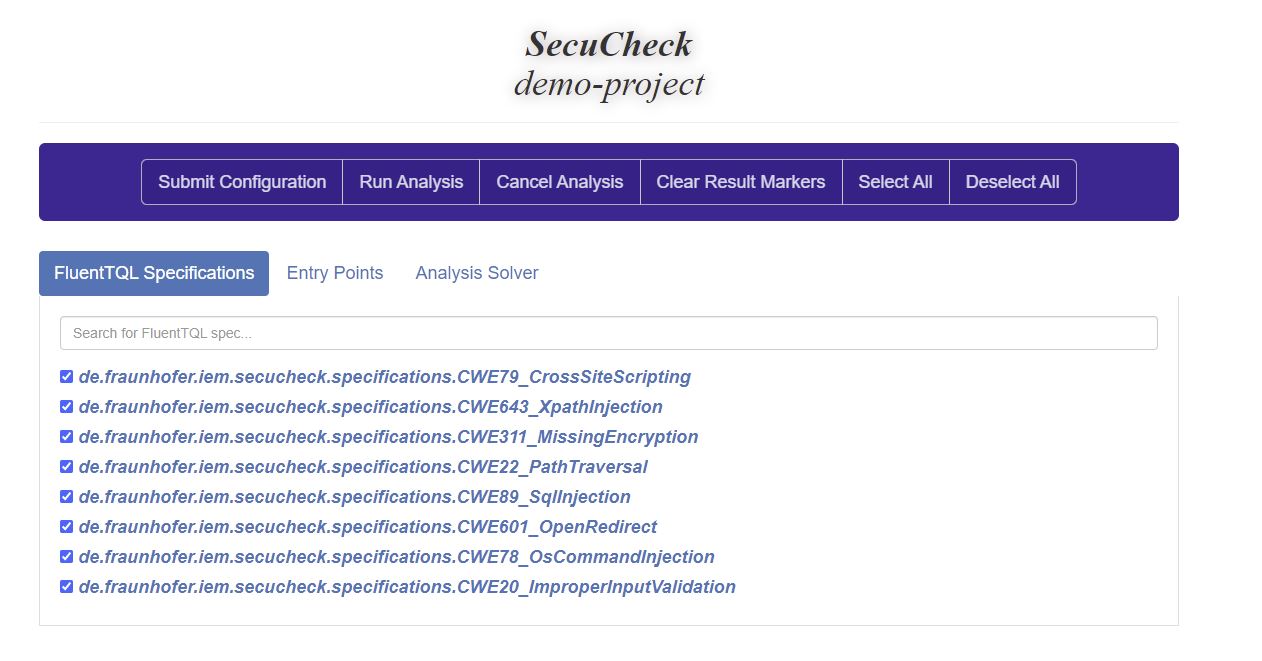 SecuCheck
demo-project
Submit Configuration Run Analysis Cancel Analysis Clear Result Markers Select All Deselect All
FluentTQL Specifications Entry Points Analysis Solver
Search for FluentTQL spec...
de.fraunhofer.iem.secucheck.specifications.CWE79_CrossSiteScripting
de.fraunhofer.iem.secucheck.specifications.CWE643_XpathInjection
de.fraunhofer.iem.secucheck.specifications.CWE311_MissingEncryption
de.fraunhofer.iem.secucheck.specifications.CWE22_PathTraversal
de.fraunhofer.iem.secucheck.specifications.CWE89_SqlInjection
de.fraunhofer.iem.secucheck.specifications.CWE601_OpenRedirect
de.fraunhofer.iem.secucheck.specifications.CWE78_OsCommandInjection
de.fraunhofer.iem.secucheck.specifications.CWE20_ImproperInputValidation